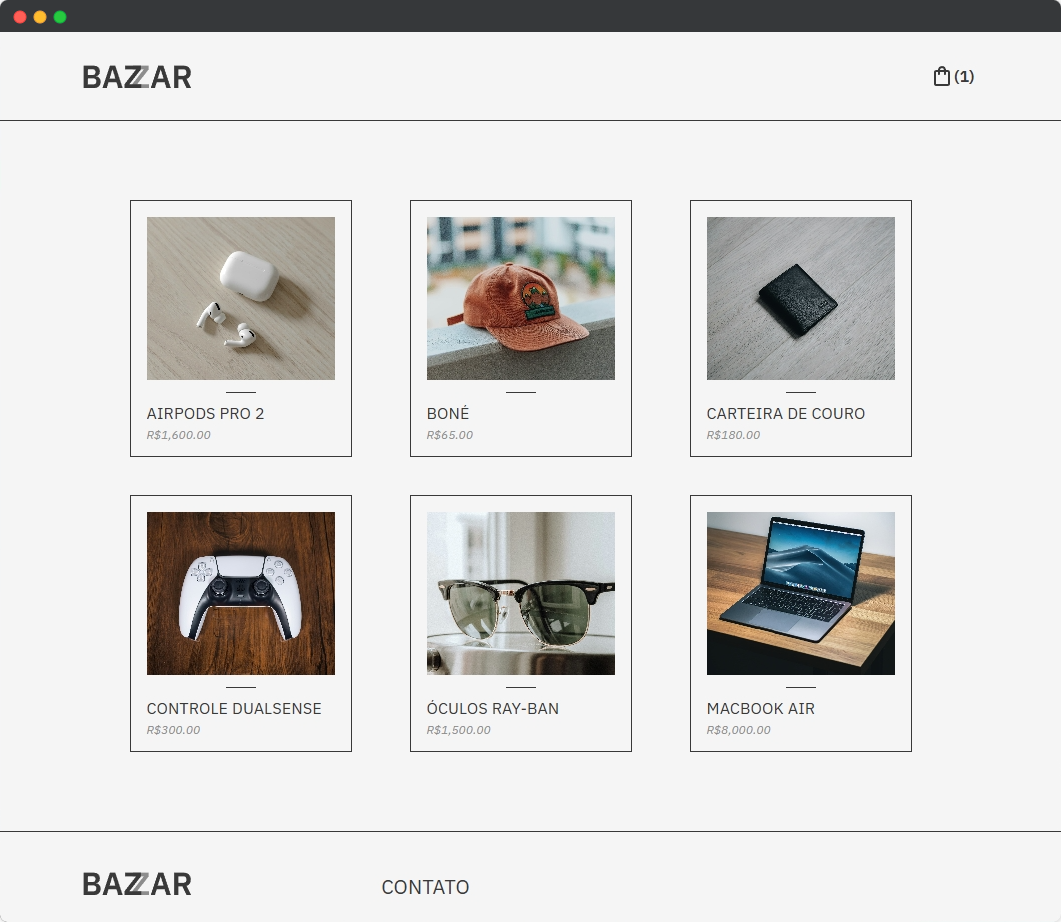 BAZZAR
(1)
AIRPODS PRO 2
R$1,600.00
BONÉ
R$65.00
CARTEIRA DE COURO
R$180.00
CONTROLE DUALSENSE
R$300.00
ÓCULOS RAY-BAN
R$1,500.00
MACBOOK AIR
R$8,000.00
BAZZAR
CONTATO